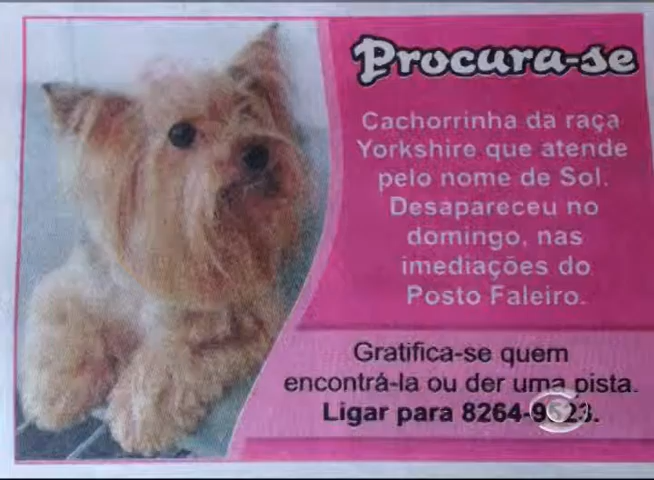 Procura-se
Cachorrinha da raça
Yorkshire que atende
pelo nome de Sol.
Desapareceu no
domingo, nas
imediações do
Posto Faleiro.
Gratifica-se quem
encontrá-la ou der uma pista.
Ligar para